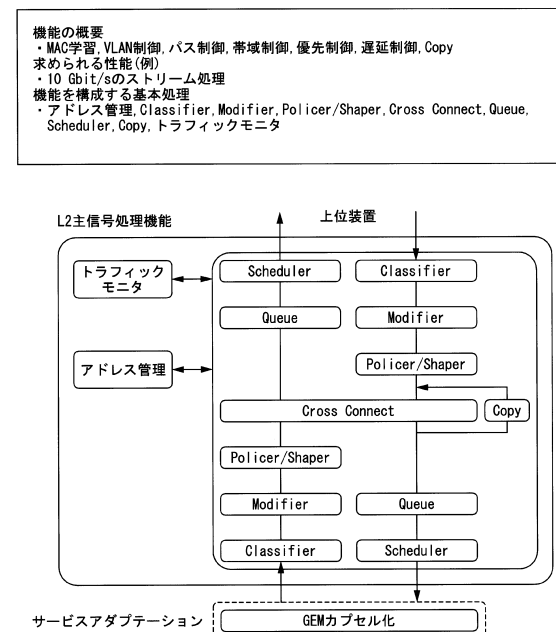 機能の概要
・MAC学習,VLAN制御,パス制御,帯域制御,優先制御,遅延制御,Copy
求められる性能(例)
・10 Gbit/sのストリーム処理
機能を構成する基本処理
・アドレス管理,Classifier,Modifier,Policer/Shaper,Cross Connect,Queue,
Scheduler,Copy,トラフィックモニタ
L2主信号処理機能
上位装置
トラフィック
モニタ
Scheduler
Classifier
Queue
Modifier
アドレス管理
Policer/Shaper
Cross Connect
Copy
Policer/Shaper
Modifier
Queue
Classifier
Scheduler
サービスアダプテーション
GEMカプセル化